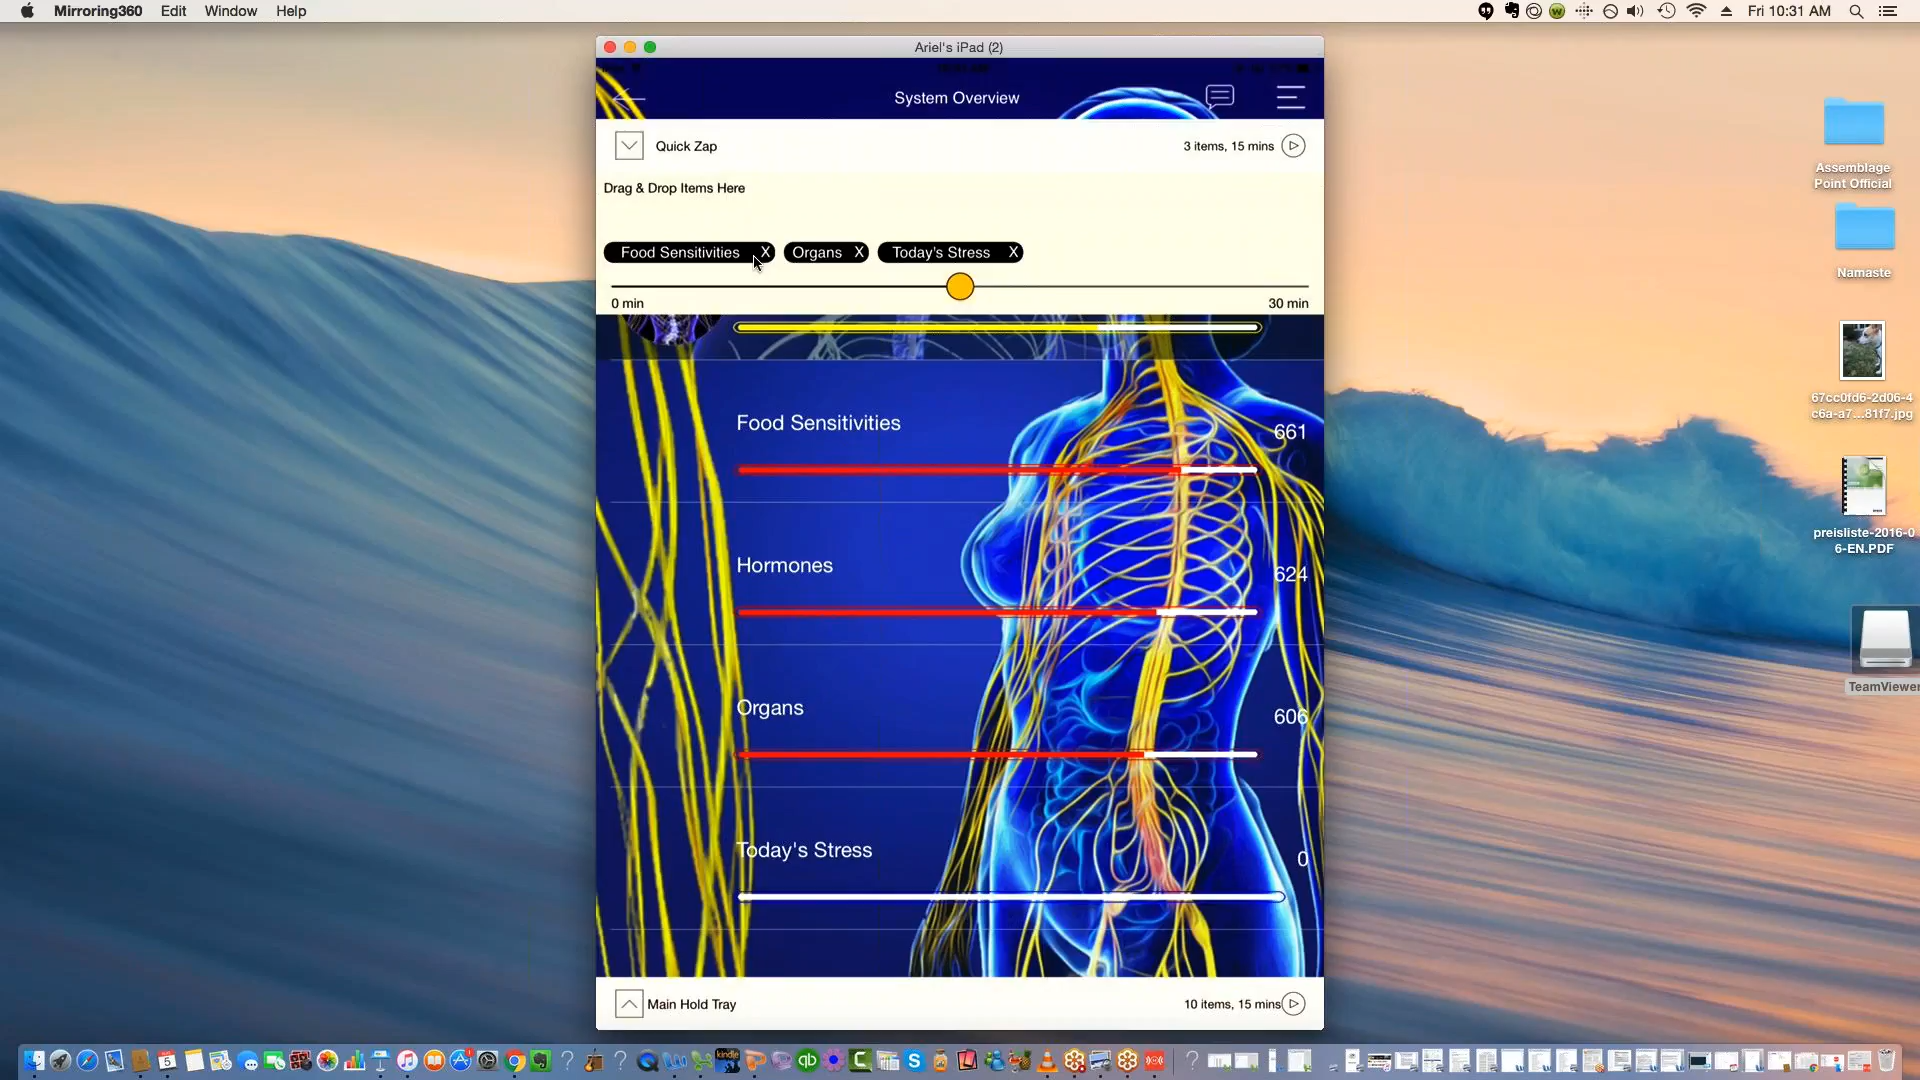 Mirroring360 Edit Window Help
Fri 10:31 AM
Ariel's iPad (2)
System Overview
Quick Zap
3 items, 15 mins
Drag & Drop Items Here
Food Sensitivities X
Organs X
Today's Stress X
0 min
30 min
Food Sensitivities
661
Hormones
624
Organs
606
Today's Stress
0
Main Hold Tray
10 items, 15 mins
Assemblage
Point Official
Namaste
67cc0fd6-2d06-4
c6a-a7...81f7.jpg
preisliste-2016-0
6-EN.PDF
TeamViewer